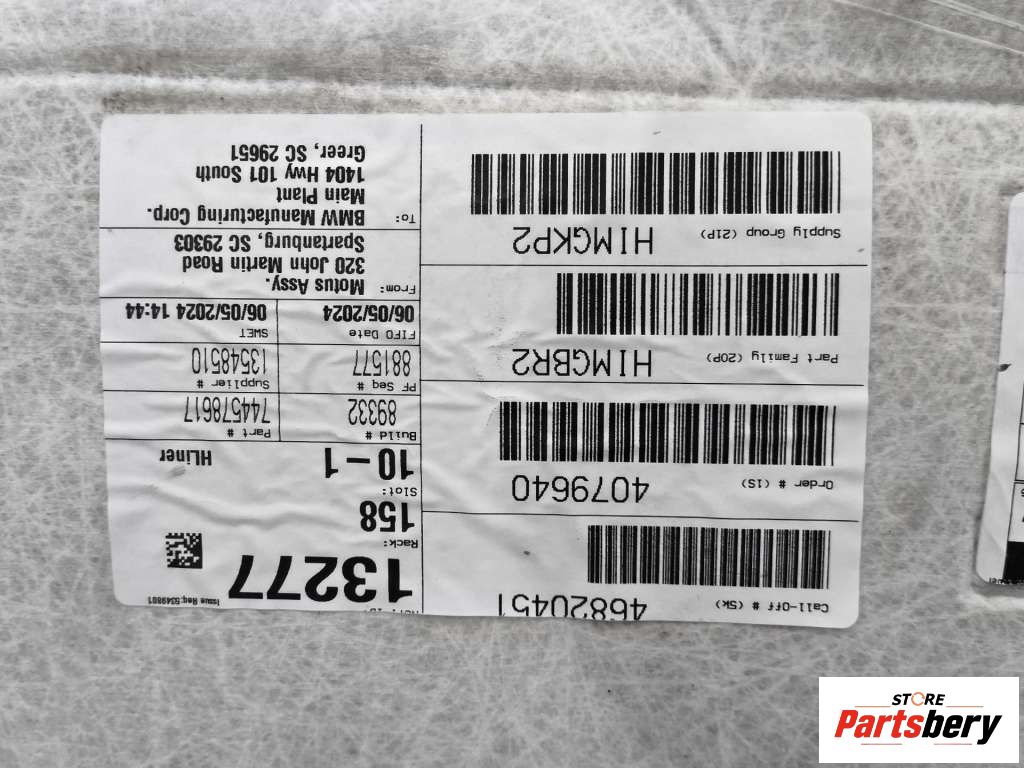 Call-Off # (5K) 46820451
Order # (1S) 4079640
Part Family (20P) HIMGBR2
Supply Group (21P) HIMGKP2
13277
Rack:
158
Slot:
10-1 HLiner
Build # Part #
89332 744578617
PF Seq # Supplier #
881577 13548510
FIFO Date SWET
06/05/2024 06/05/2024 14:44
From: Motus Assy.
320 John Martin Road
Spartanburg, SC 29303
To: BMW Manufacturing Corp.
Main Plant
1404 Hwy 101 South
Greer, SC 29651
STORE
Partsbery